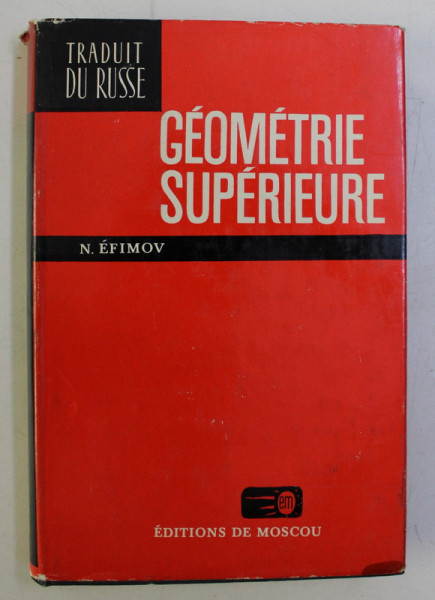 TRADUIT
DU RUSSE
GÉOMÉTRIE
SUPÉRIEURE
N. ÉFIMOV
em
ÉDITIONS DE MOSCOU